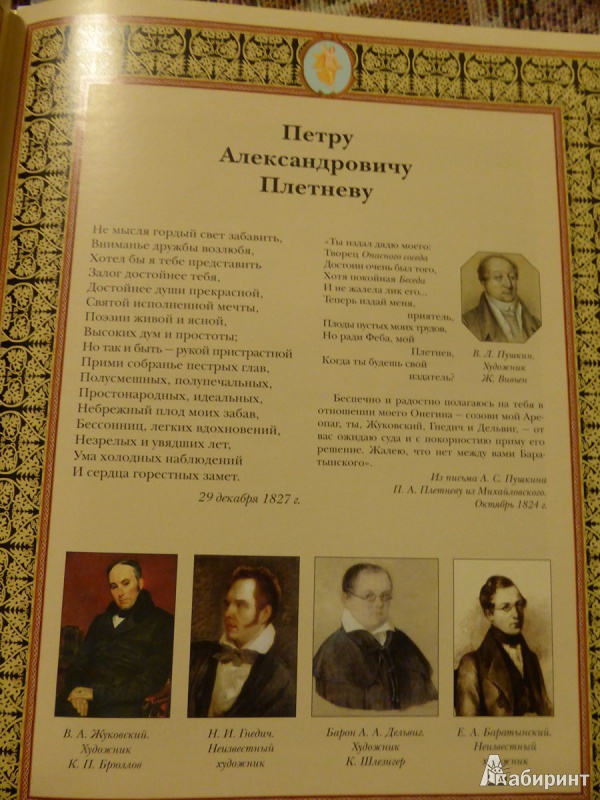 Петру
Александровичу
Плетневу
Не мысля гордый свет забавить,
Вниманье дружбы возлюбя,
Хотел бы я тебе представить
Залог достойнее тебя,
Достойнее души прекрасной,
Святой исполненной мечты,
Поэзии живой и ясной,
Высоких дум и простоты;
Но так и быть – рукой пристрастной
Прими собранье пестрых глав,
Полусмешных, полупечальных,
Простонародных, идеальных,
Небрежный плод моих забав,
Бессонниц, легких вдохновений,
Незрелых и увядших лет,
Ума холодных наблюдений
И сердца горестных замет.
29 декабря 1827 г.
«Ты издал дядю моего:
Творец Опасного соседа
Достоин очень был того,
Хотя покойная Беседа
И не жалела лик его...
Теперь издай меня,
приятель,
Плоды пустых моих трудов,
Но ради Феба, мой
Плетнев,
Когда ты будешь свой
издатель?
В. Л. Пушкин.
Художник
Ж. Вивьен
Беспечно и радостно полагаюсь на тебя в
отношении моего Онегина – созови мой Аре-
опаг, ты, Жуковский, Гнедич и Дельвиг, – от
вас ожидаю суда и с покорностию приму его
решение. Жалею, что нет между вами Бара-
тынского».
Из письма А. С. Пушкина
П. А. Плетневу из Михайловского.
Октябрь 1824 г.
В. А. Жуковский.
Художник
К. П. Брюллов
Н. И. Гнедич.
Неизвестный
художник
Барон А. А. Дельвиг.
Художник
К. Шлезигер
Е. А. Баратынский.
Неизвестный
художник
Лабиринт